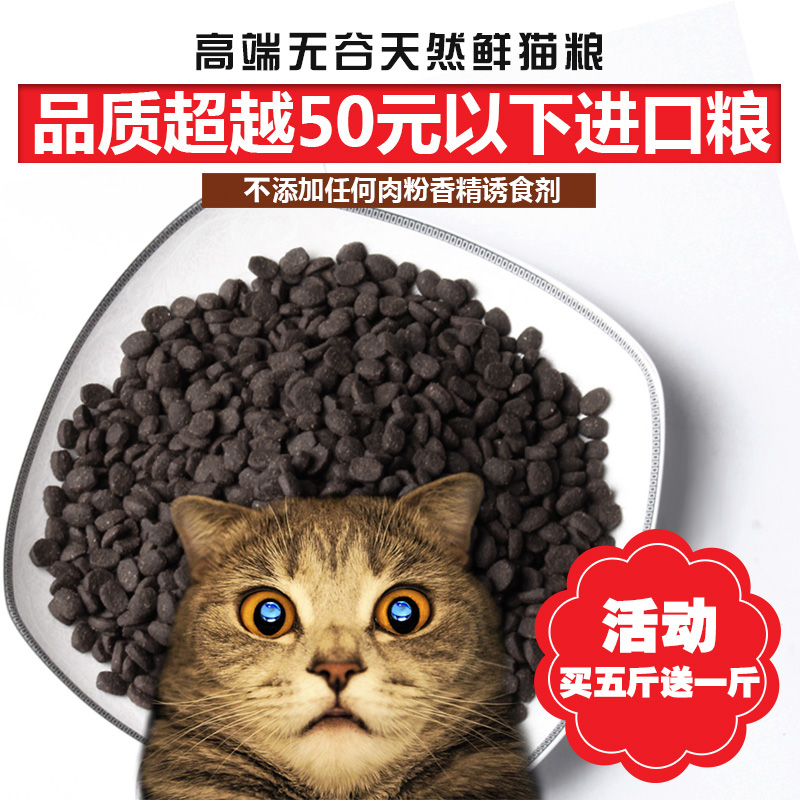 高端无谷天然鲜猫粮
品质超越50元以下进口粮
不添加任何肉粉香精诱食剂
活动
买五斤送一斤